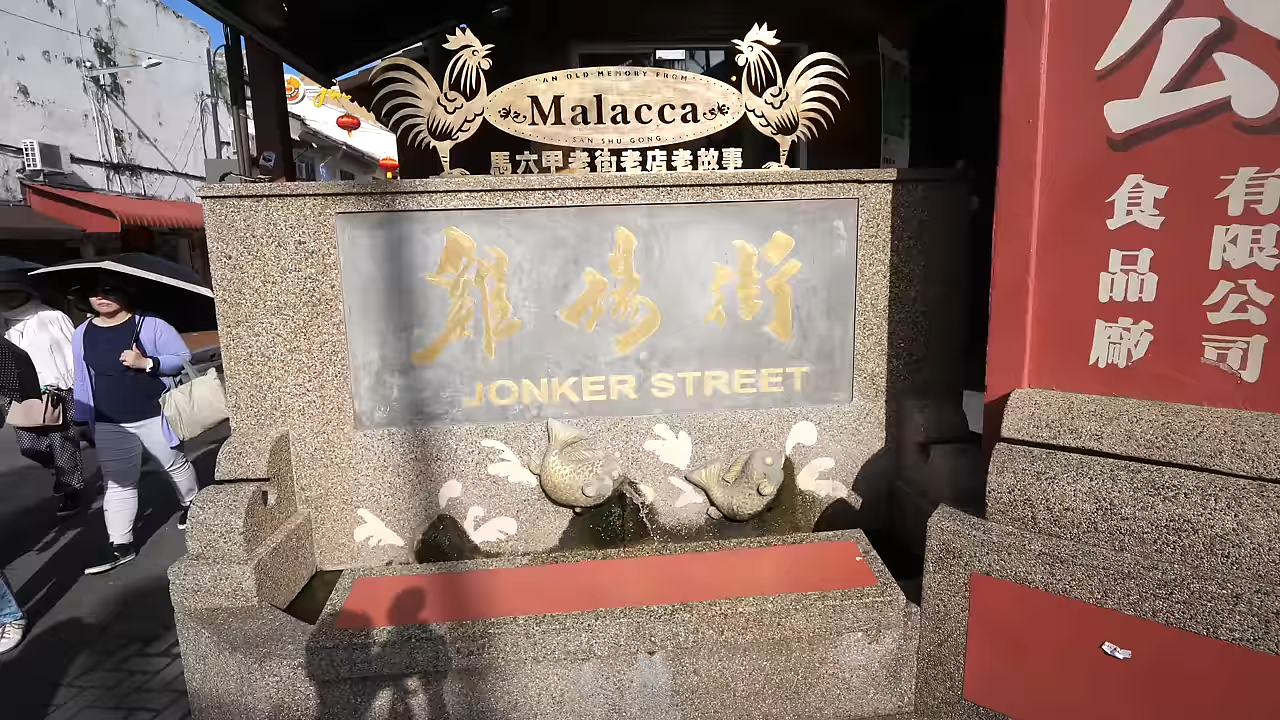 AN OLD MEMORY FROM
Malacca
SAN SHU GONG
馬六甲老街老店老故事
雞場街
JONKER STREET
公
食品廠
有限公司